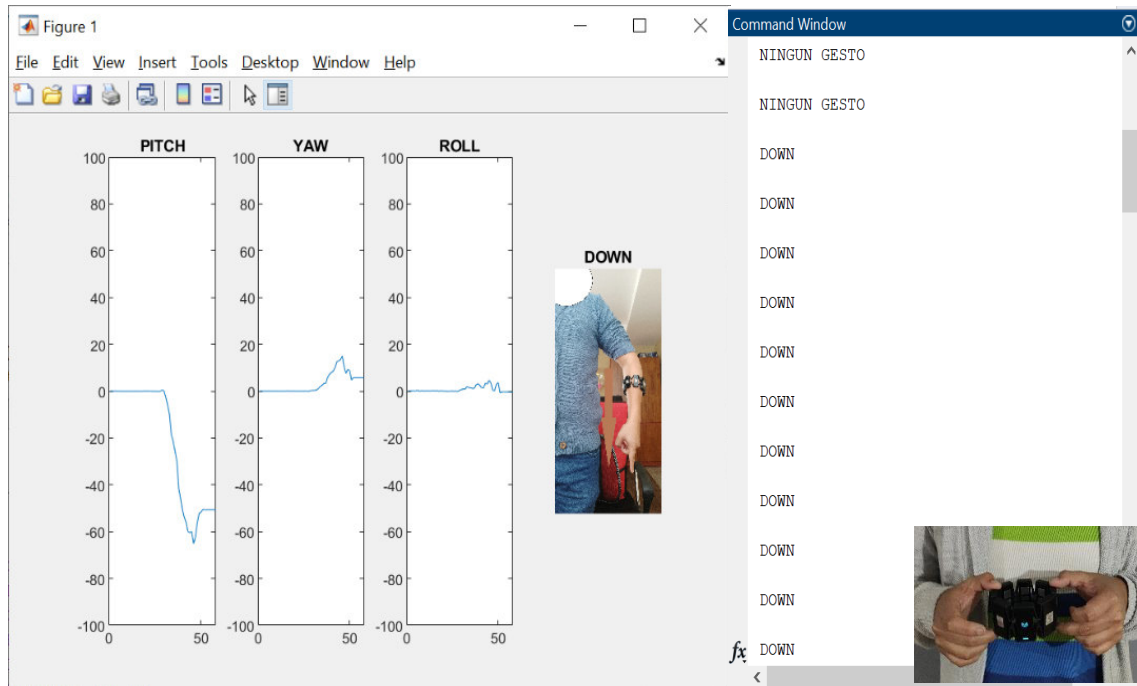 Figure 1
File Edit View Insert Tools Desktop Window Help
PITCH
100
80
60
40
20
0
-20
-40
-60
-80
-100
0 50
YAW
100
80
60
40
20
0
-20
-40
-60
-80
-100
0 50
ROLL
100
80
60
40
20
0
-20
-40
-60
-80
-100
0 50
DOWN
Command Window
NINGUN GESTO
NINGUN GESTO
DOWN
DOWN
DOWN
DOWN
DOWN
DOWN
DOWN
DOWN
DOWN
DOWN
fx DOWN